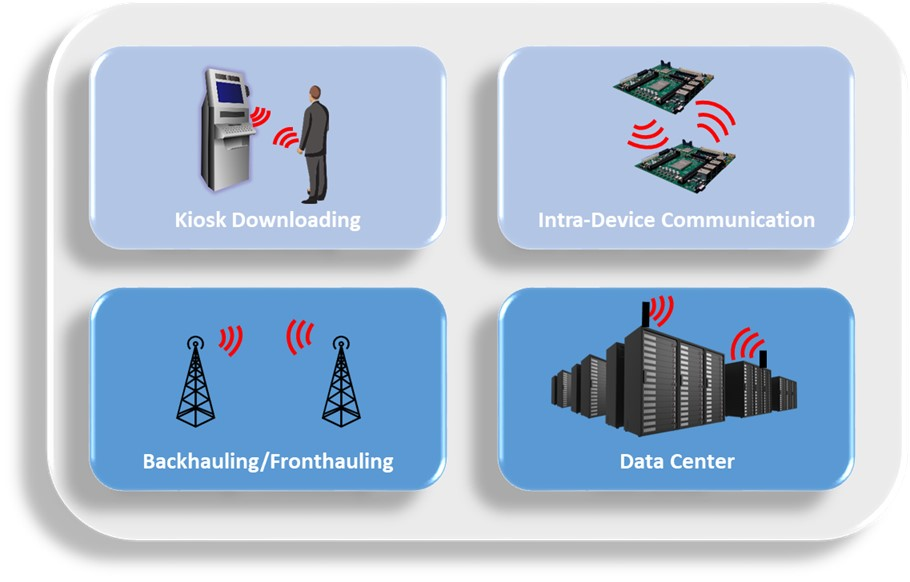 Kiosk Downloading
Intra-Device Communication
Backhauling/Fronthauling
Data Center